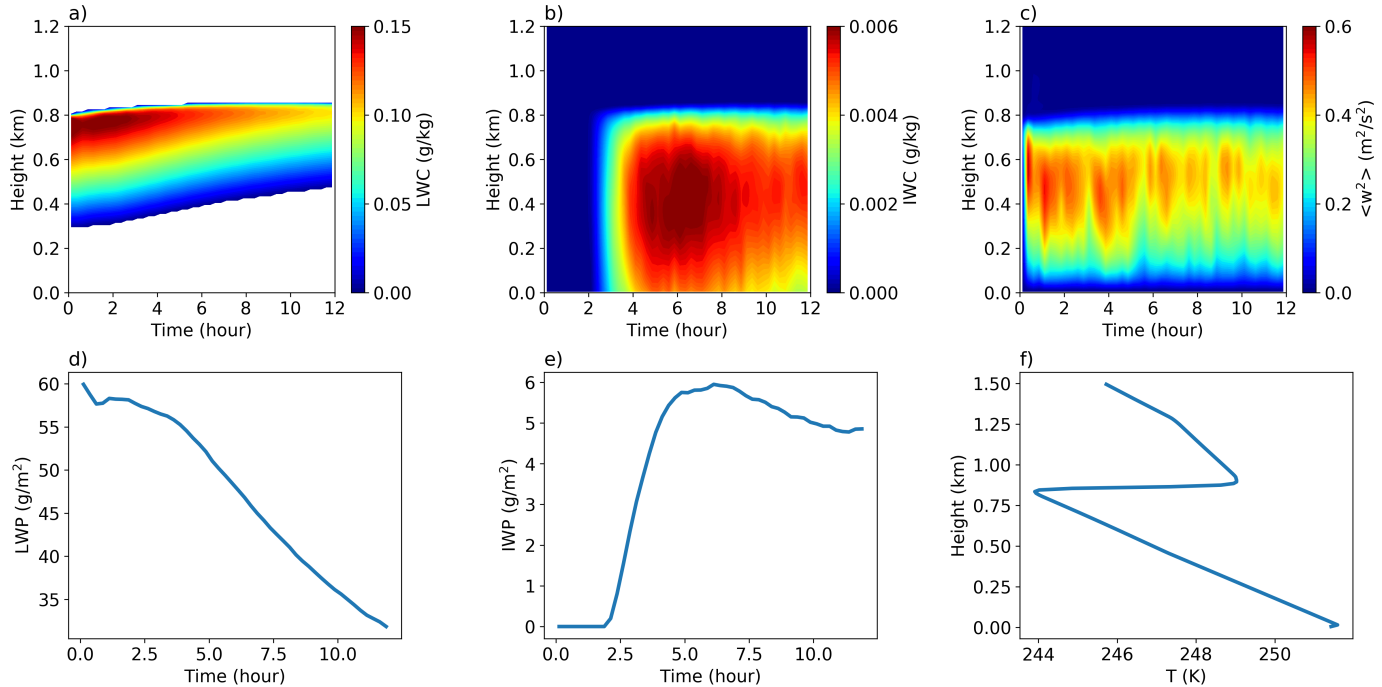 a)
1.2
1.0
0.8
0.6
0.4
0.2
0.0
Height (km)
0 2 4 6 8 10 12
Time (hour)
0.15
0.10
0.05
0.00
LWC (g/kg)
b)
1.2
1.0
0.8
0.6
0.4
0.2
0.0
Height (km)
0 2 4 6 8 10 12
Time (hour)
0.006
0.004
0.002
0.000
IWC (g/kg)
c)
1.2
1.0
0.8
0.6
0.4
0.2
0.0
Height (km)
0 2 4 6 8 10 12
Time (hour)
0.6
0.4
0.2
0.0
<w²> (m²/s²)
d)
60
55
50
45
40
35
LWP (g/m²)
0.0 2.5 5.0 7.5 10.0
Time (hour)
e)
6
5
4
3
2
1
0
IWP (g/m²)
0.0 2.5 5.0 7.5 10.0
Time (hour)
f)
1.50
1.25
1.00
0.75
0.50
0.25
0.00
Height (km)
244 246 248 250
T (K)